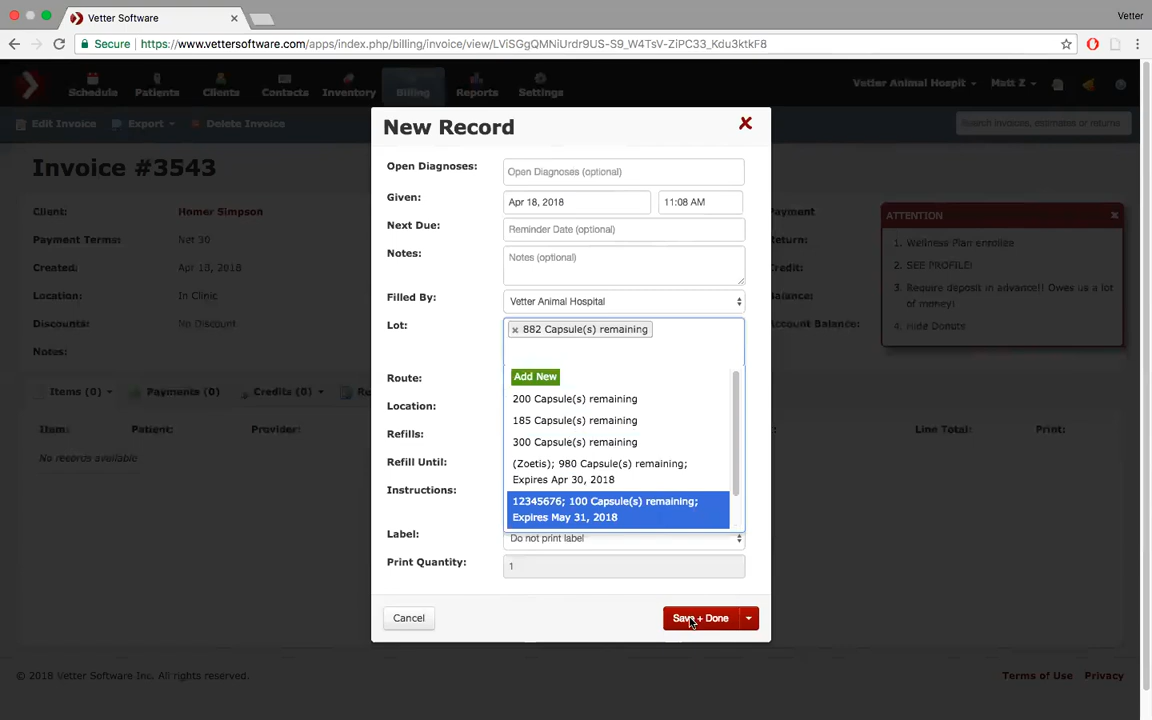 Vetter Software
Vetter
Secure
https://www.vettersoftware.com/apps/index.php/billing/invoice/view/LViSGgQMNiUrdr9US-S9_W4TsV-ZiPC33_Kdu3ktkF8
Schedule
Patients
Clients
Contacts
Inventory
Billing
Reports
Settings
Vetter Animal Hospit
Matt Z
Edit Invoice
Export
Delete Invoice
Search invoices, estimates or returns
Invoice #3543
Client: Homer Simpson
Payment Terms: Net 30
Created: Apr 18, 2018
Location: In Clinic
Discounts: No Discount
Notes:
Items (0)
Payments (0)
Credits (0)
Item:
Patient:
Provider:
Line Total:
Print:
No records available
New Record
Open Diagnoses: Open Diagnoses (optional)
Given: Apr 18, 2018 11:08 AM
Next Due: Reminder Date (optional)
Notes: Notes (optional)
Filled By: Vetter Animal Hospital
Lot: × 882 Capsule(s) remaining
Add New
200 Capsule(s) remaining
185 Capsule(s) remaining
300 Capsule(s) remaining
(Zoetis); 980 Capsule(s) remaining;
Expires Apr 30, 2018
12345676; 100 Capsule(s) remaining;
Expires May 31, 2018
Route:
Location:
Refills:
Refill Until:
Instructions:
Label: Do not print label
Print Quantity: 1
Cancel
Save + Done
Payment
Return:
Credit:
Balance:
Account Balance:
ATTENTION
1. Wellness Plan enrollee
2. SEE PROFILE!
3. Require deposit in advance!! Owes us a lot
of money!
4. Hide Donuts
© 2018 Vetter Software Inc. All rights reserved.
Terms of Use
Privacy